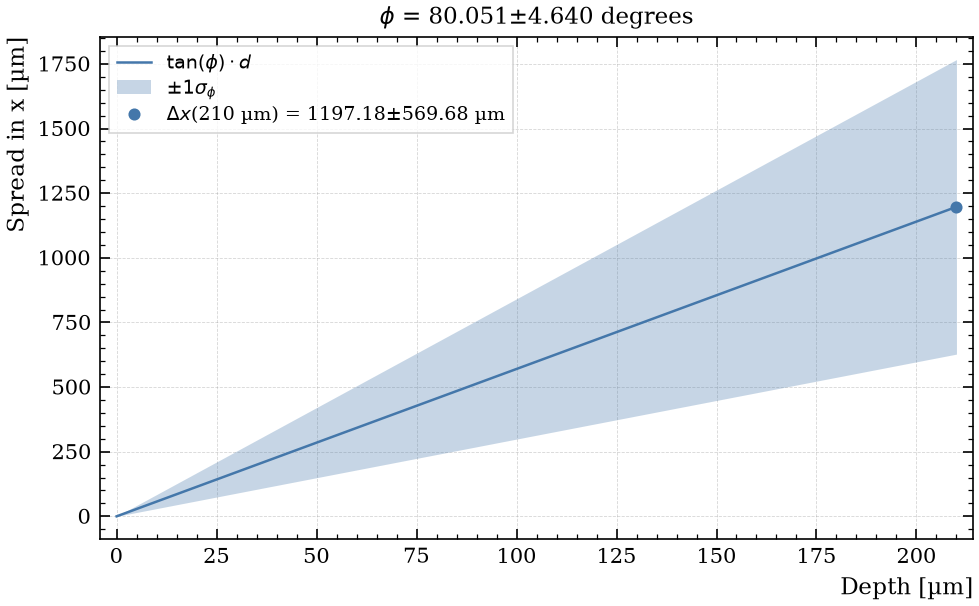 ϕ = 80.051±4.640 degrees
Spread in x [µm]
1750
1500
1250
1000
750
500
250
0
tan(ϕ) · d
±1σϕ
Δx(210 µm) = 1197.18±569.68 µm
0 25 50 75 100 125 150 175 200
Depth [µm]